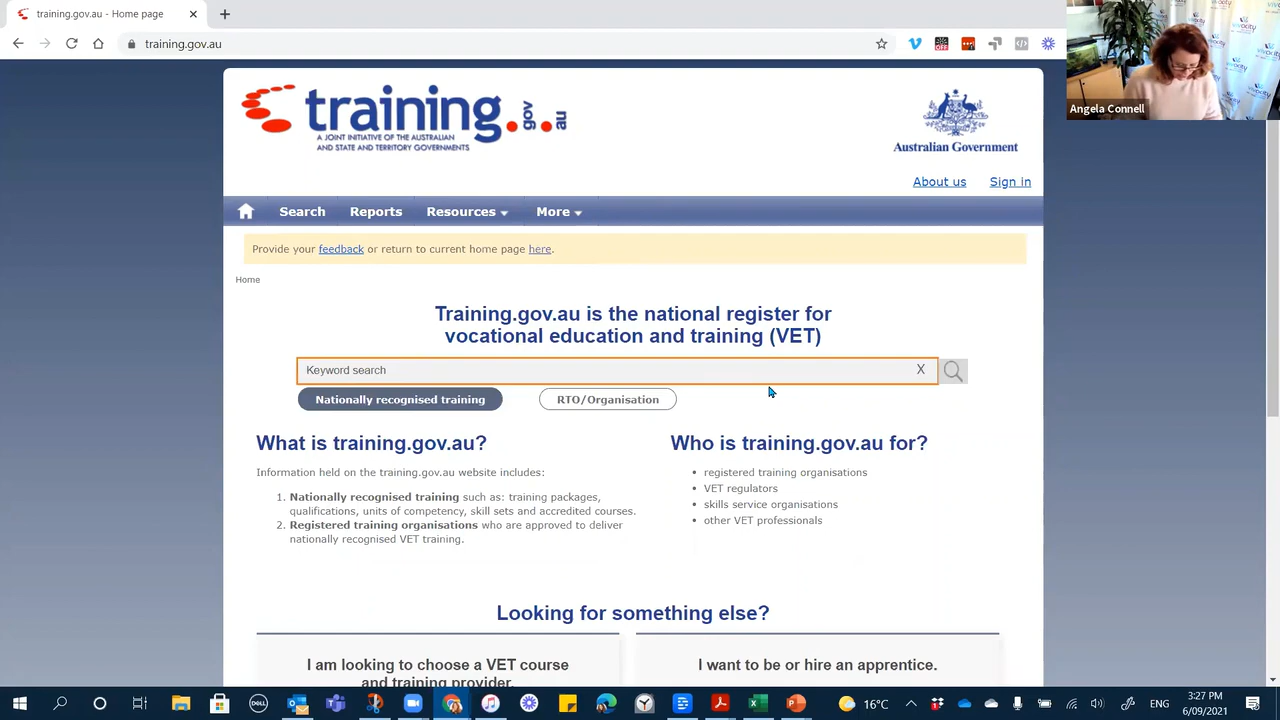 training.gov.au - Home page
training.gov.au
OFF
Angela Connell
vivacity
training.gov.au
A JOINT INITIATIVE OF THE AUSTRALIAN
AND STATE AND TERRITORY GOVERNMENTS
Australian Government
About us Sign in
Search Reports Resources More
Provide your feedback or return to current home page here.
Home
Training.gov.au is the national register for
vocational education and training (VET)
Keyword search X
Nationally recognised training RTO/Organisation
What is training.gov.au?
Information held on the training.gov.au website includes:
1. Nationally recognised training such as: training packages,
qualifications, units of competency, skill sets and accredited courses.
2. Registered training organisations who are approved to deliver
nationally recognised VET training.
Who is training.gov.au for?
• registered training organisations
• VET regulators
• skills service organisations
• other VET professionals
Looking for something else?
I am looking to choose a VET course
and training provider.
I want to be or hire an apprentice.
DELL
16°C
ENG
3:27 PM
6/09/2021